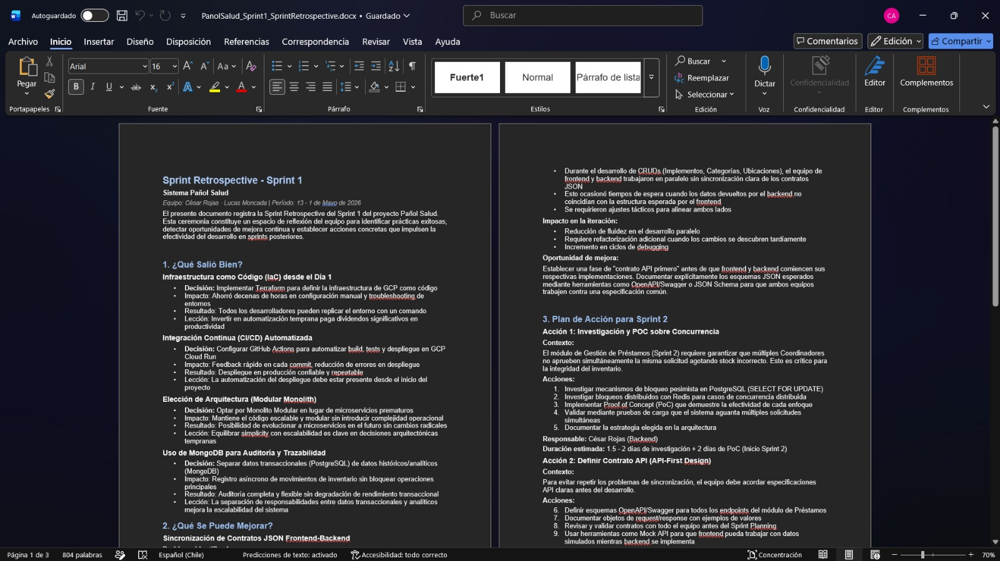 Autoguardado
PanolSalud_Sprint1_SprintRetrospective.docx • Guardado
Buscar
CA
Archivo Inicio Insertar Diseño Disposición Referencias Correspondencia Revisar Vista Ayuda
Comentarios Edición Compartir
Pegar
Portapapeles
Arial 16
Fuente
Párrafo
Fuerte1 Normal Párrafo de lista
Estilos
Buscar
Reemplazar
Seleccionar
Edición
Dictar
Voz
Confidencialidad
Confidencialidad
Editor
Editor
Complementos
Complementos
Sprint Retrospective - Sprint 1
Sistema Pañol Salud
Equipo: César Rojas · Lucas Moncada | Período: 13 - 1 de Mayo de 2026
El presente documento registra la Sprint Retrospective del Sprint 1 del proyecto Pañol Salud.
Esta ceremonia constituye un espacio de reflexión del equipo para identificar prácticas exitosas,
detectar oportunidades de mejora continua y establecer acciones concretas que impulsen la
efectividad del desarrollo en sprints posteriores.
1. ¿Qué Salió Bien?
Infraestructura como Código (IaC) desde el Día 1
• Decisión: Implementar Terraform para definir la infraestructura de GCP como código
• Impacto: Ahorró decenas de horas en configuración manual y troubleshooting de
entornos
• Resultado: Todos los desarrolladores pueden replicar el entorno con un comando
• Lección: Invertir en automatización temprana paga dividendos significativos en
productividad
Integración Continua (CI/CD) Automatizada
• Decisión: Configurar GitHub Actions para automatizar build, tests y despliegue en GCP
Cloud Run
• Impacto: Feedback rápido en cada commit, reducción de errores en despliegue
• Resultado: Despliegue en producción confiable y repeatable
• Lección: La automatización del despliegue debe estar presente desde el inicio del
proyecto
Elección de Arquitectura (Modular Monolith)
• Decisión: Optar por Monolito Modular en lugar de microservicios prematuros
• Impacto: Mantiene el código escalable y modular sin introducir complejidad operacional
• Resultado: Posibilidad de evolucionar a microservicios en el futuro sin cambios radicales
• Lección: Equilibrar simplicity con escalabilidad es clave en decisiones arquitectónicas
tempranas
Uso de MongoDB para Auditoría y Trazabilidad
• Decisión: Separar datos transaccionales (PostgreSQL) de datos históricos/analíticos
(MongoDB)
• Impacto: Registro asíncrono de movimientos de inventario sin bloquear operaciones
principales
• Resultado: Auditoría completa y flexible sin degradación de rendimiento transaccional
• Lección: La separación de responsabilidades entre datos transaccionales y analíticos
mejora la escalabilidad del sistema
2. ¿Qué Se Puede Mejorar?
Sincronización de Contratos JSON Frontend-Backend
• Durante el desarrollo de CRUDs (Implementos, Categorías, Ubicaciones), el equipo de
frontend y backend trabajaron en paralelo sin sincronización clara de los contratos
JSON
• Esto ocasionó tiempos de espera cuando los datos devueltos por el backend no
coincidían con la estructura esperada por el frontend
• Se requirieron ajustes tácticos para alinear ambos lados
Impacto en la iteración:
• Reducción de fluidez en el desarrollo paralelo
• Requiere refactorización adicional cuando los cambios se descubren tardíamente
• Incremento en ciclos de debugging
Oportunidad de mejora:
Establecer una fase de "contrato API primero" antes de que frontend y backend comiencen sus
respectivas implementaciones. Documentar explícitamente los esquemas JSON esperados
mediante herramientas como OpenAPI/Swagger o JSON Schema para que ambos equipos
trabajen contra una especificación común.
3. Plan de Acción para Sprint 2
Acción 1: Investigación y POC sobre Concurrencia
Contexto:
El módulo de Gestión de Préstamos (Sprint 2) requiere garantizar que múltiples Coordinadores
no aprueben simultáneamente la misma solicitud agotando stock incorrecto. Esto es crítico para
la integridad del inventario.
Acciones:
1. Investigar mecanismos de bloqueo pesimista en PostgreSQL (SELECT FOR UPDATE)
2. Investigar bloqueos distribuidos con Redis para casos de concurrencia distribuida
3. Implementar Proof of Concept (PoC) que demuestre la efectividad de cada enfoque
4. Validar mediante pruebas de carga que el sistema aguanta múltiples solicitudes
simultáneas
5. Documentar la estrategia elegida en la arquitectura
Responsable: César Rojas (Backend)
Duración estimada: 1.5 - 2 días de investigación + 2 días de PoC (Inicio Sprint 2)
Acción 2: Definir Contrato API (API-First Design)
Contexto:
Para evitar repetir los problemas de sincronización, el equipo debe acordar especificaciones
API claras antes del desarrollo.
Acciones:
6. Definir esquemas OpenAPI/Swagger para todos los endpoints del módulo de Préstamos
7. Documentar objetos de request/response con ejemplos de valores
8. Revisar y validar contratos con todo el equipo antes del Sprint Planning
9. Usar herramientas como Mock API para que frontend pueda trabajar con datos
simulados mientras backend se implementa
Página 1 de 3 804 palabras Español (Chile) Predicciones de texto: activado Accesibilidad: todo correcto Concentración 70%